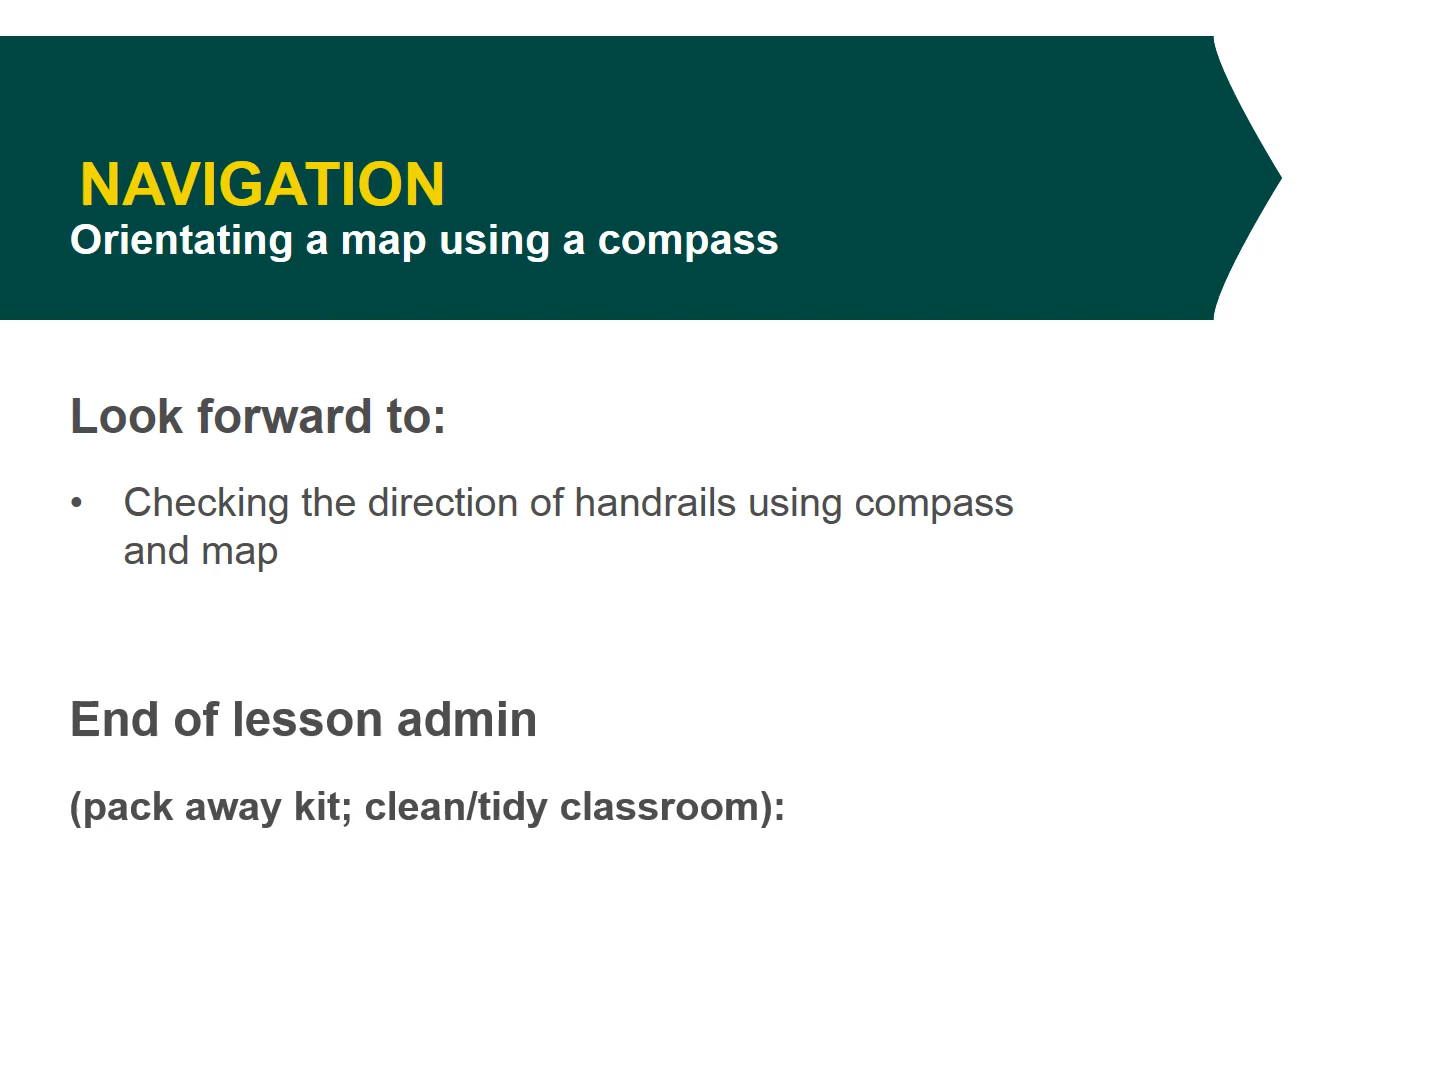 NAVIGATION
Orientating a map using a compass
Look forward to:
• Checking the direction of handrails using compass
and map
End of lesson admin
(pack away kit; clean/tidy classroom):